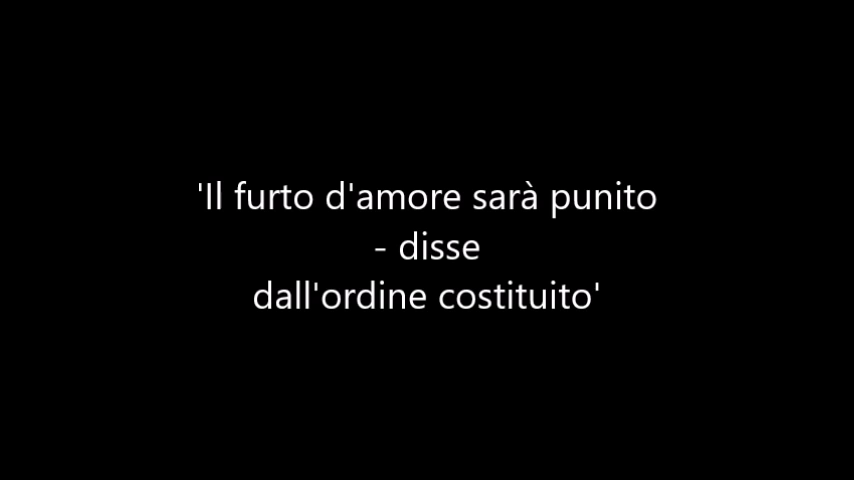 'Il furto d'amore sarà punito
- disse
dall'ordine costituito'